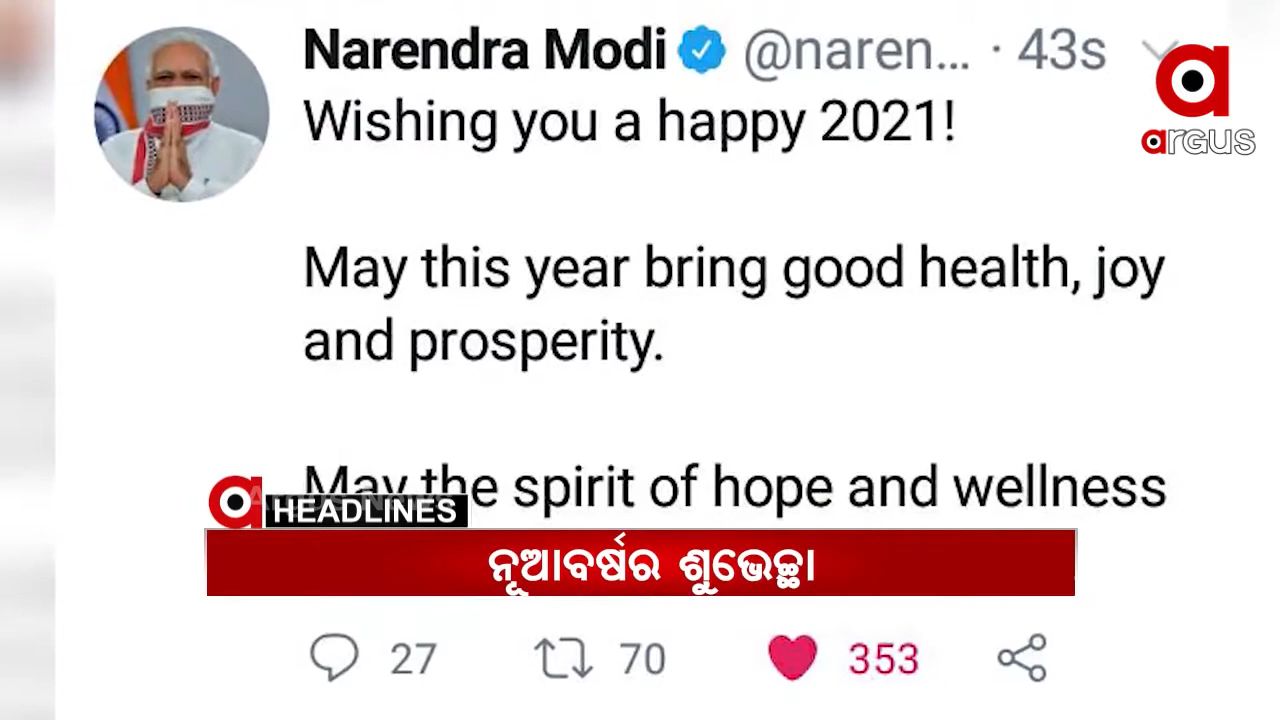 Narendra Modi @naren... · 43s
Wishing you a happy 2021!
May this year bring good health, joy
and prosperity.
May the spirit of hope and wellness
argus
HEADLINES
ନୂଆବର୍ଷର ଶୁଭେଚ୍ଛା
27 70 353